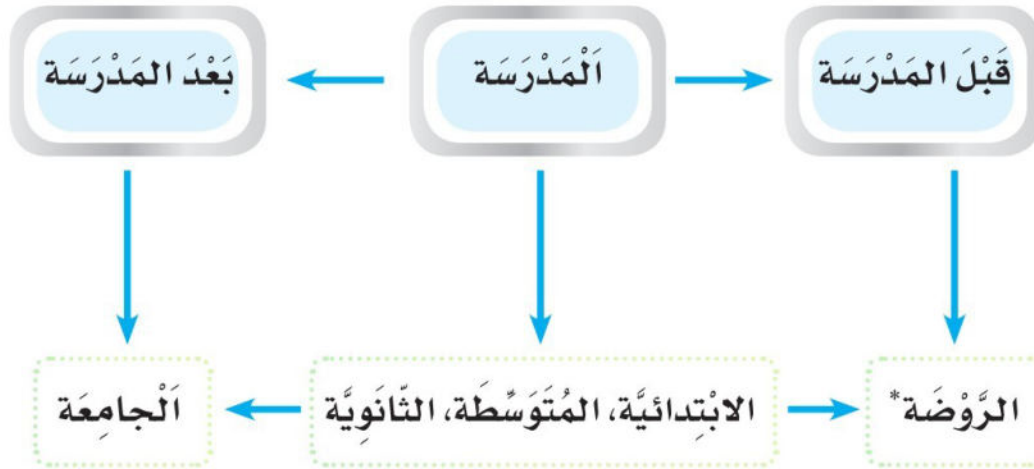 قَبْلَ المَدْرَسَة
اَلْمَدْرَسَة
بَعْدَ المَدْرَسَة
الرَّوْضَة*
الابْتِدائيَّة، المُتَوَسِّطَة، الثّانَوِيَّة
اَلْجامِعَة